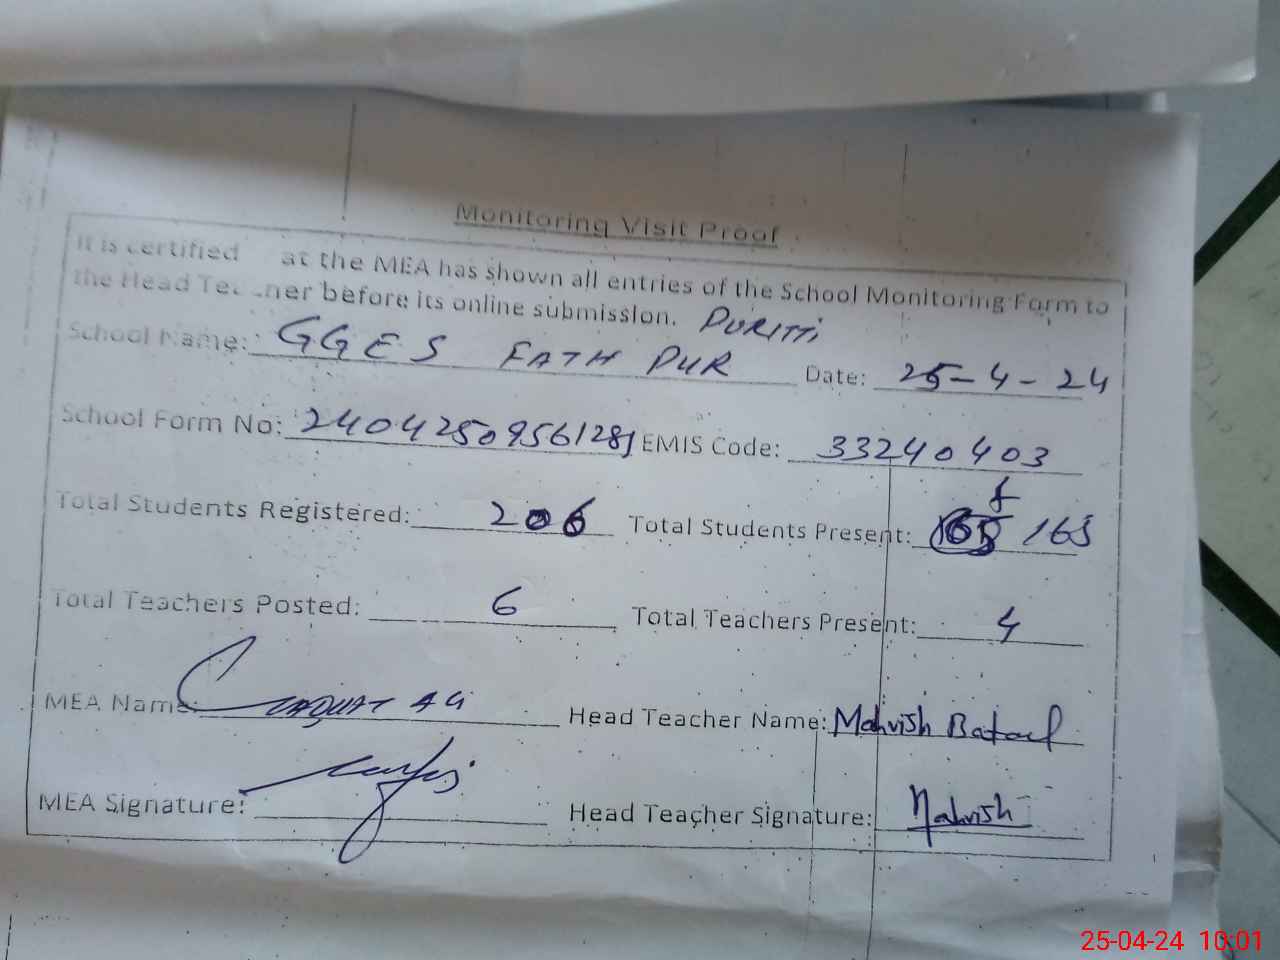 Monitoring Visit Proof
It is certified at the MEA has shown all entries of the School Monitoring Form to
the Head Teacher before its online submission.
School Name: GGES FATH PUR PURITTI Date: 25-4-24
School Form No: EMIS Code: 33240403
Total Students Registered: 206 Total Students Present: 165
Total Teachers Posted: 6 Total Teachers Present: 4
MEA Name: LIAQUAT ALI Head Teacher Name: Mahvish Batool
MEA Signature: Head Teacher Signature: Mahvish
25-04-24 10:01